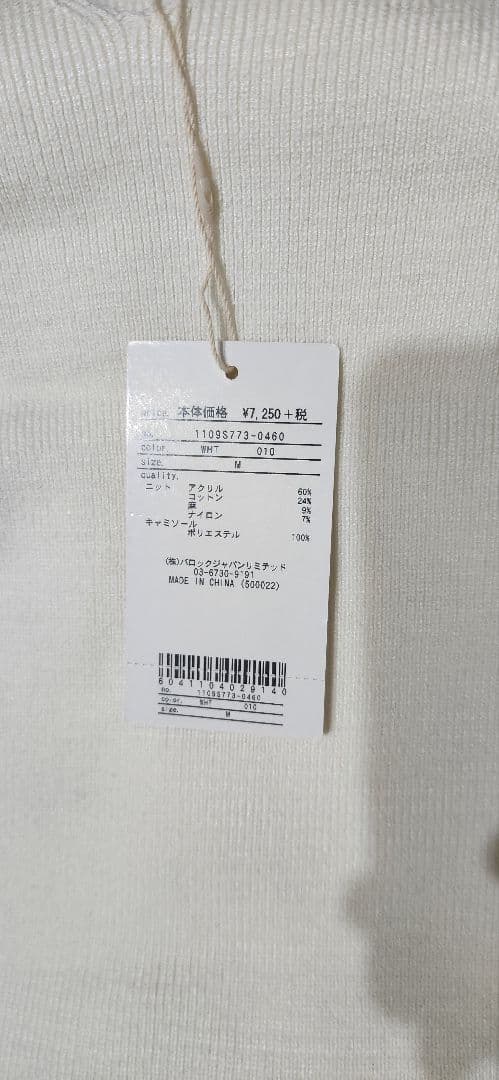 price. 本体価格 ¥7,250+税
no. 1109S773-0460
color. WHT 010
size. M
quality.
ニット アクリル 60%
コットン 24%
麻 9%
ナイロン 7%
キャミソール
ポリエステル 100%
(株)バロックジャパンリミテッド
03-6730-9191
MADE IN CHINA (500022)
6041104029140
no. 1109S773-0460
color. WHT 010
size. M